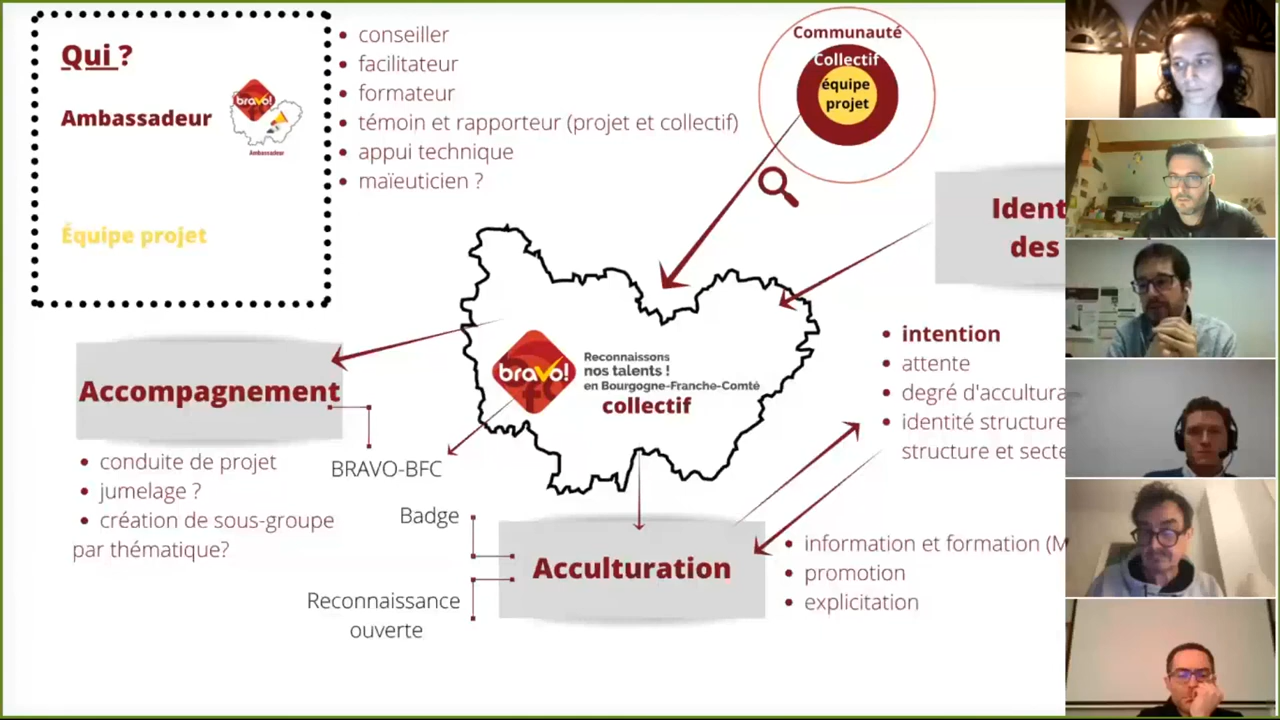 Qui ?
Ambassadeur
bravo!
Ambassadeur
Équipe projet
conseiller
facilitateur
formateur
témoin et rapporteur (projet et collectif)
appui technique
maïeuticien ?
Communauté
Collectif
équipe
projet
Ident
des
intention
attente
degré d'accultura
identité structure
structure et secte
bravo!
Reconnaissons
nos talents !
en Bourgogne-Franche-Comté
collectif
Accompagnement
conduite de projet
jumelage ?
création de sous-groupe
par thématique?
BRAVO-BFC
Badge
Reconnaissance
ouverte
Acculturation
information et formation (M
promotion
explicitation